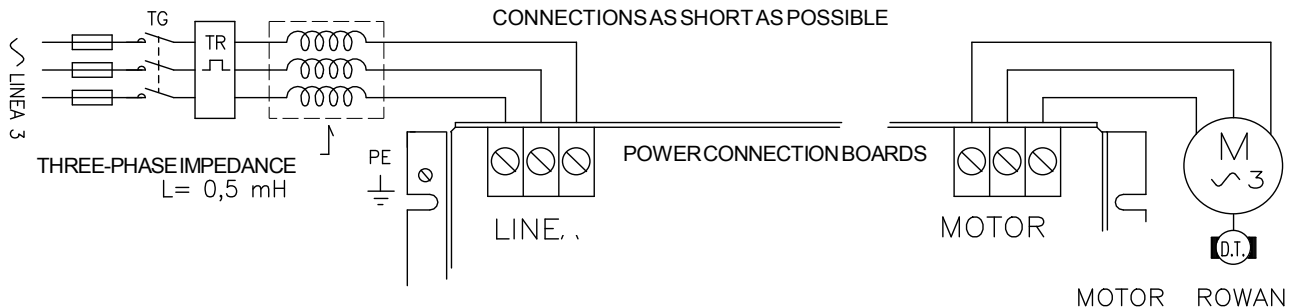 TG
CONNECTIONS AS SHORT AS POSSIBLE
TR
∿ LINEA 3
THREE-PHASE IMPEDANCE
L= 0,5 mH
PE
POWER CONNECTION BOARDS
LINE
MOTOR
M
∿ 3
D.T.
MOTOR ROWAN